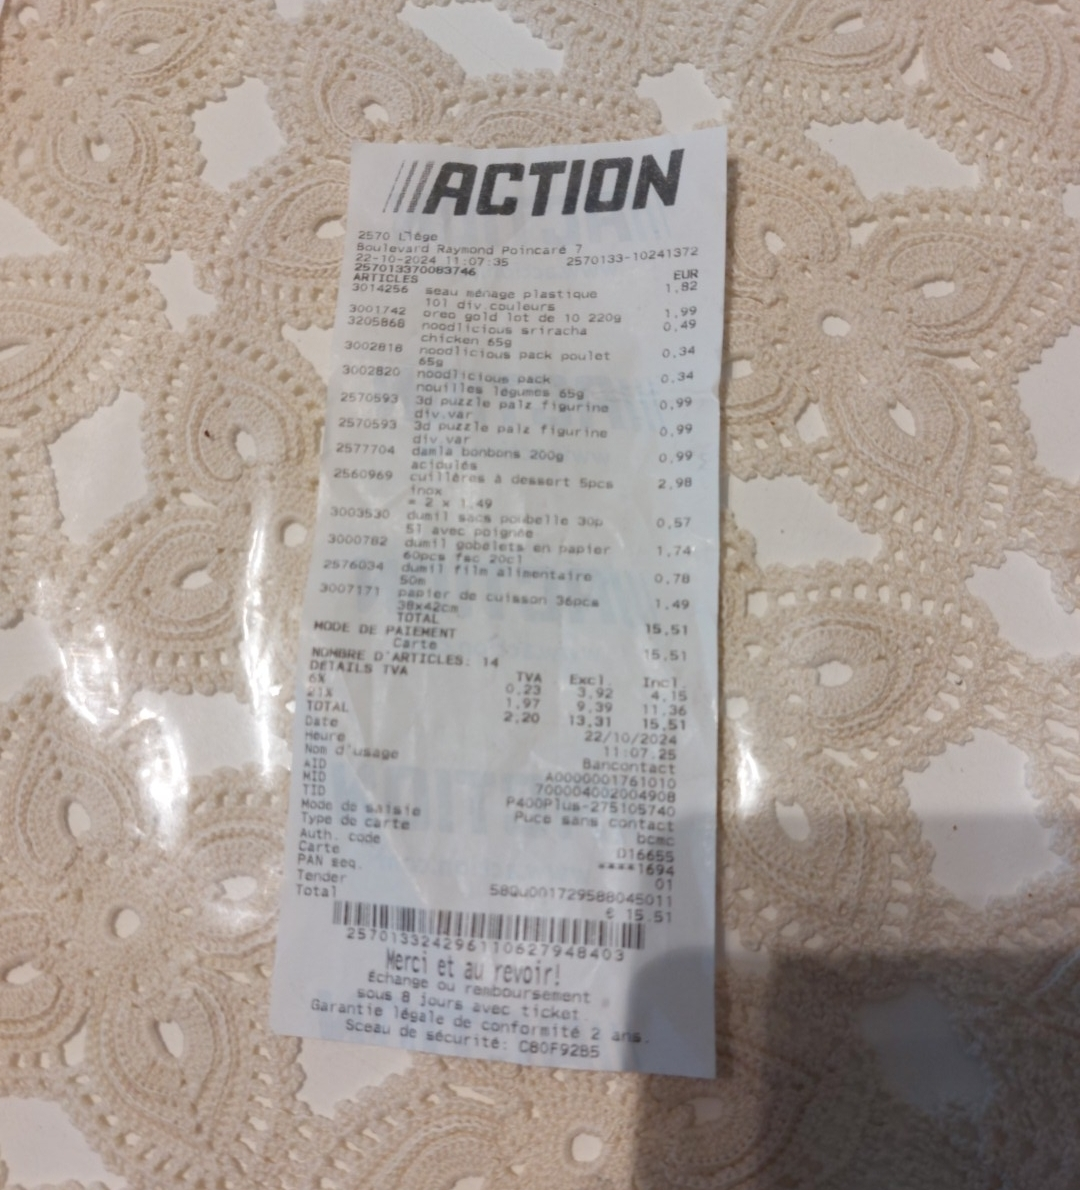 ACTION
2570 Liège
Boulevard Raymond Poincaré 7
22-10-2024 11:07:35 2570133-10241372
257013370083746 EUR
ARTICLES
3014256 seau ménage plastique 1,82
10l div.couleurs
3001742 oreo gold lot de 10 220g 1,99
3205868 noodlicious sriracha 0,49
chicken 65g
3002818 noodlicious pack poulet 0,34
65g
3002820 noodlicious pack 0,34
nouilles légumes 65g
2570593 3d puzzle palz figurine 0,99
div.var
2570593 3d puzzle palz figurine 0,99
div.var
2577704 damla bonbons 200g 0,99
acidulés
2560969 cuillères à dessert 5pcs 2,98
inox
= 2 x 1,49
3003530 dumil sacs poubelle 30p 0,57
5l avec poignée
3000782 dumil gobelets en papier 1,74
60pcs fsc 20cl
2576034 dumil film alimentaire 0,78
50m
3007171 papier de cuisson 36pcs 1,49
38x42cm
TOTAL 15,51
MODE DE PAIEMENT
Carte 15,51
NOMBRE D'ARTICLES: 14
DETAILS TVA TVA Excl. Incl.
6% 0,23 3,92 4,15
21% 1,97 9,39 11,36
TOTAL 2,20 13,31 15,51
Date 22/10/2024
Heure 11:07:25
Nom d'usage Bancontact
AID A0000001761010
MID 700004002004908
TID P400Plus-275105740
Mode de saisie Puce sans contact
Type de carte bcmc
Auth. code 016655
Carte ****1694
PAN seq. 01
Tender 58QU001729588045011
Total € 15.51
2570133242961106279484​03
Merci et au revoir!
Échange ou remboursement
sous 8 jours avec ticket.
Garantie légale de conformité 2 ans.
Sceau de sécurité: C80F92B5